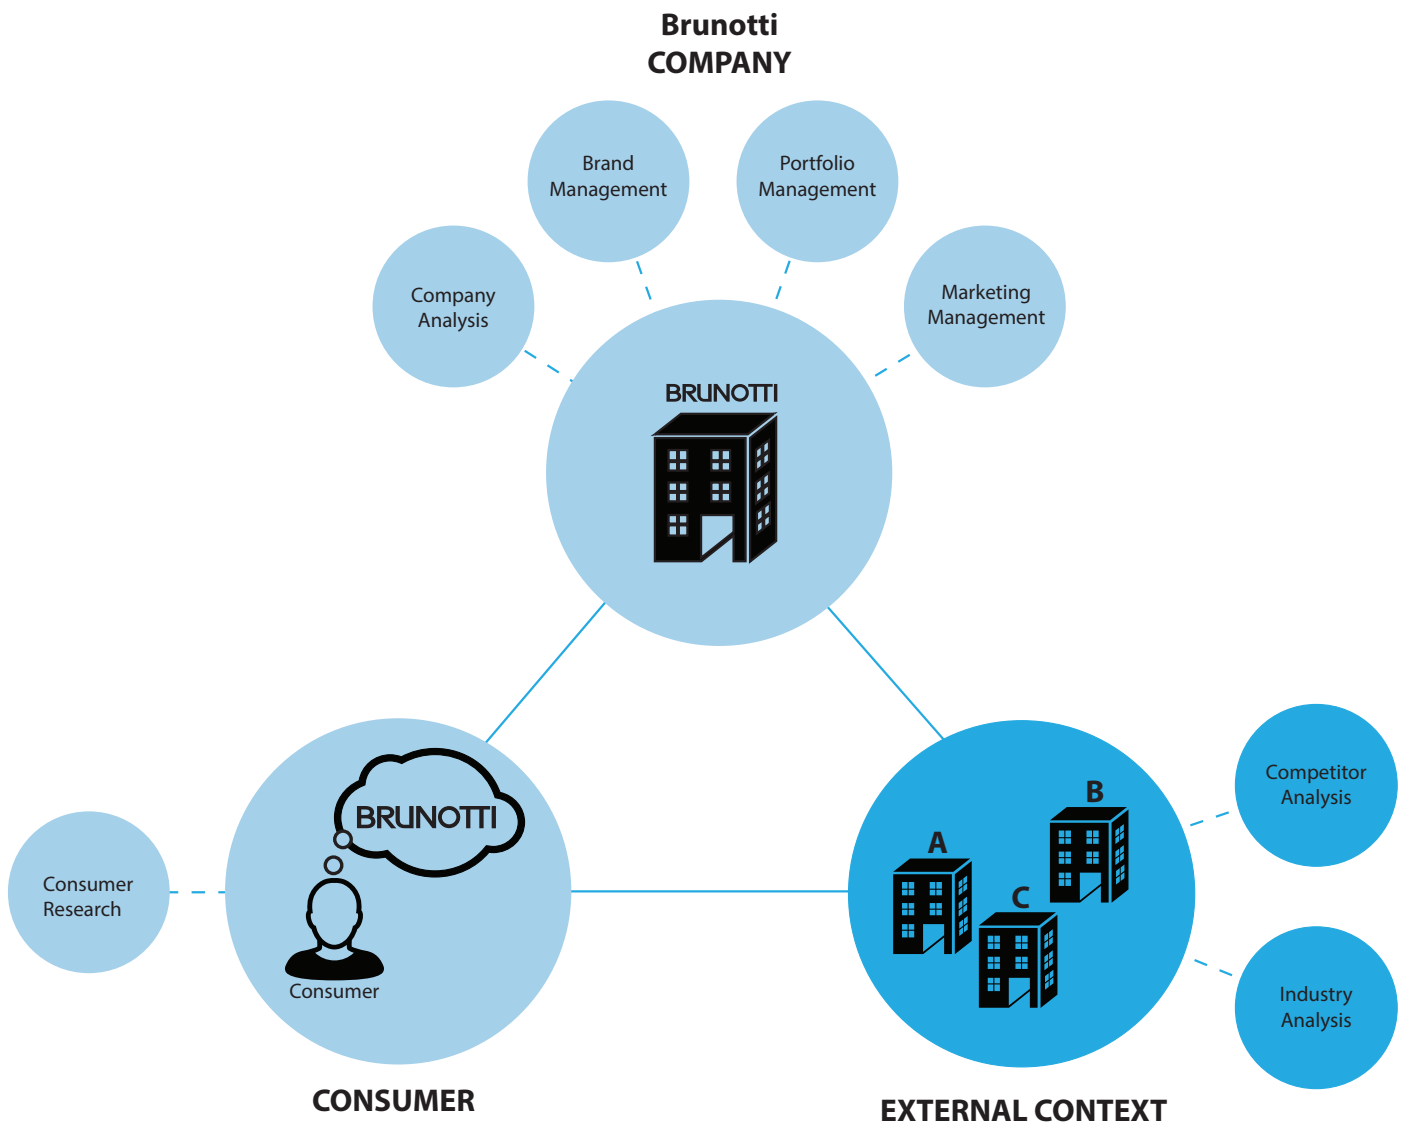 Brunotti
COMPANY
Brand
Management
Portfolio
Management
Company
Analysis
Marketing
Management
BRUNOTTI
Competitor
Analysis
B
BRUNOTTI
A
Consumer
Research
C
Consumer
Industry
Analysis
CONSUMER
EXTERNAL CONTEXT